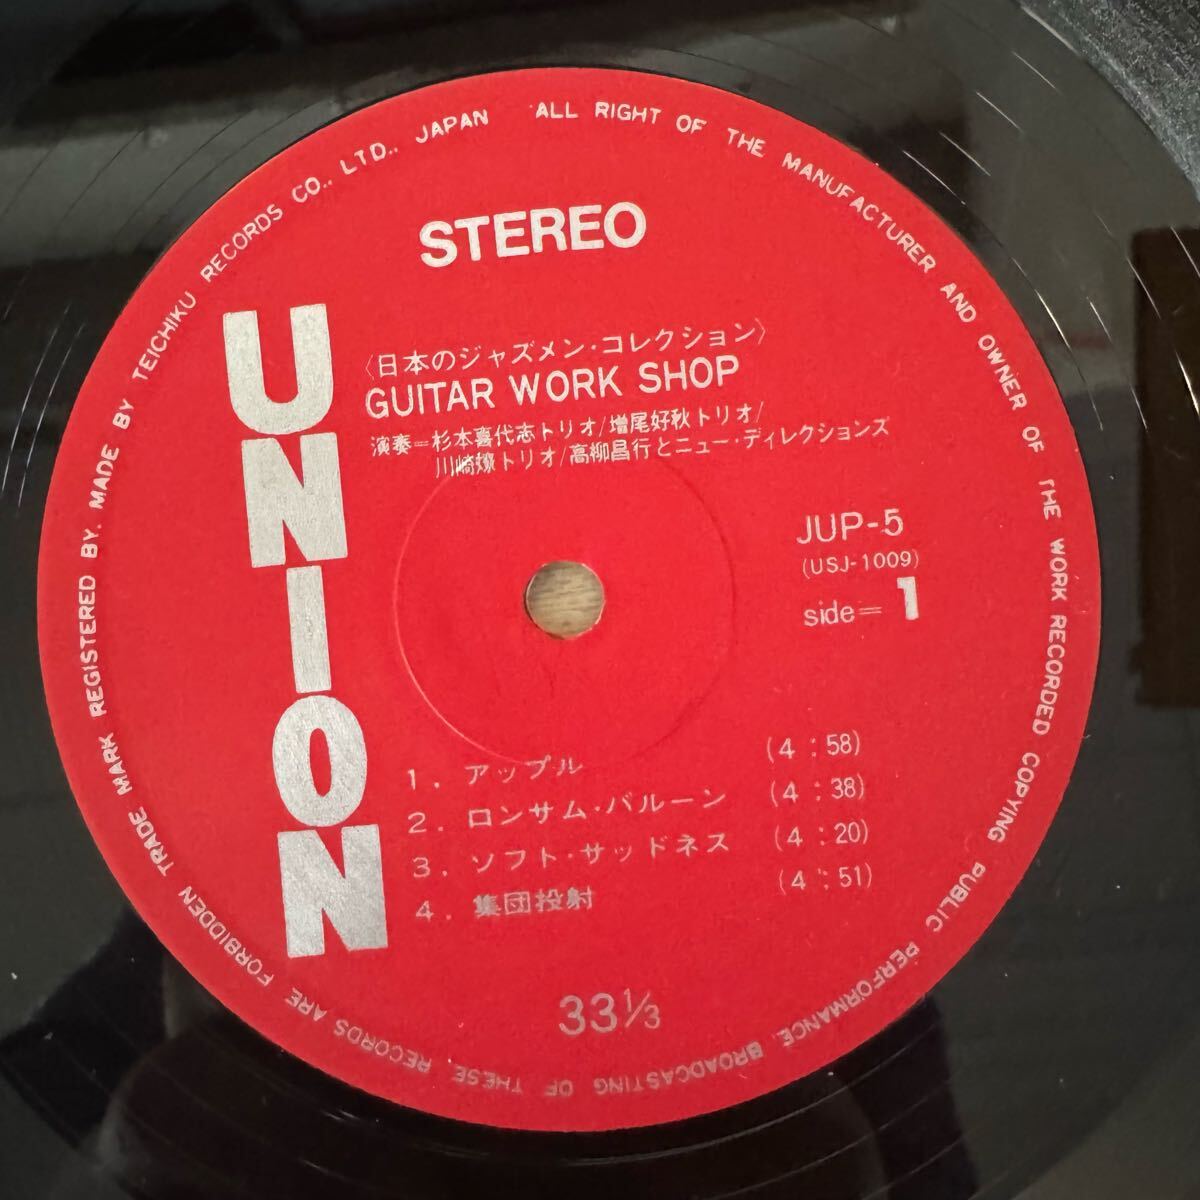 TRADE MARK REGISTERED BY. MADE BY TEICHIKU RECORDS CO., LTD., JAPAN
ALL RIGHT OF THE MANUFACTURER AND OWNER OF THE WORK RECORDED COPYING PUBLIC PERFORMANCE. BROADCASTING OF THESE. RECORDS ARE FORBIDDEN
STEREO
UNION
〈日本のジャズメン・コレクション〉
GUITAR WORK SHOP
演奏=杉本喜代志トリオ/増尾好秋トリオ/
川崎燎トリオ/高柳昌行とニュー・ディレクションズ
JUP-5
(USJ-1009)
side= 1
1. アップル (4:58)
2. ロンサム・バルーン (4:38)
3. ソフト・サッドネス (4:20)
4. 集団投射 (4:51)
33⅓